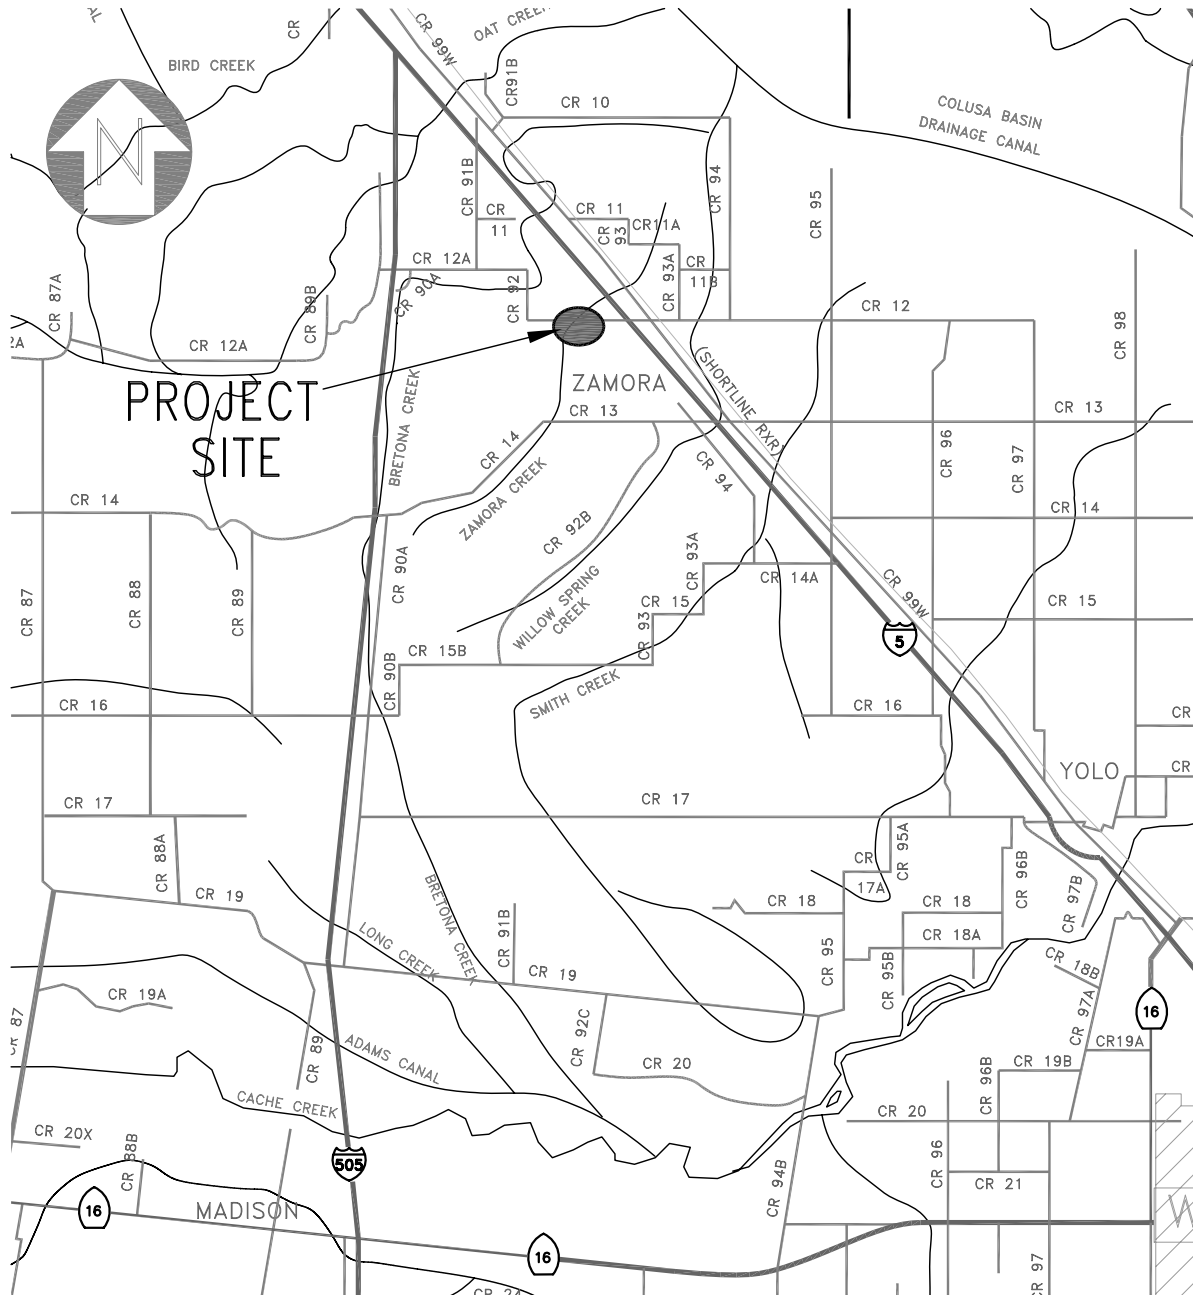 CR
CR 99W
OAT CREEK
BIRD CREEK
CR91B
CR 10
COLUSA BASIN
DRAINAGE CANAL
N
CR 91B
CR 94
CR 95
CR
11
CR 11
CR
93
CR11A
CR 12A
CR 90A
CR 92
CR 93A
CR
11B
CR 12
CR 87A
CR 89B
CR 98
2A
CR 12A
PROJECT
SITE
BRETONA CREEK
ZAMORA
(SHORTLINE RXR)
CR 13
CR 13
CR 14
CR 94
CR 96
CR 97
ZAMORA CREEK
CR 14
CR 14
CR 92B
CR 90A
CR 93A
CR 14A
CR 99W
CR 87
CR 88
CR 89
WILLOW SPRING
CREEK
CR 15
CR 15
CR 93
5
CR 15B
CR 90B
SMITH CREEK
CR 16
CR 16
CR
YOLO
CR
CR 17
CR 17
CR 88A
CR 95A
CR
17A
CR 96B
CR 97B
CR 19
BRETONA CREEK
CR 91B
CR 18
CR 18
CR 18A
LONG CREEK
CR 19
CR 95
CR 95B
CR 18B
CR 19A
CR 97A
16
CR 87
CR 89
ADAMS CANAL
CR 92C
CR 20
CR19A
CR 19B
CR 96B
CACHE CREEK
CR 20
CR 20X
CR 88B
505
CR 94B
CR 96
CR 21
16
MADISON
W
16
CR 97